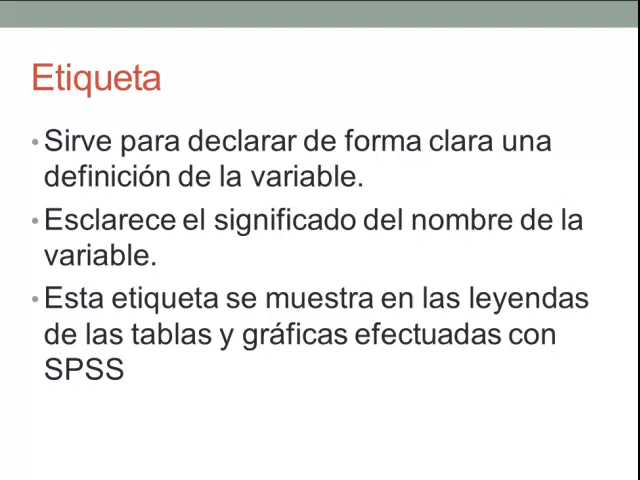 Etiqueta
• Sirve para declarar de forma clara una
definición de la variable.
• Esclarece el significado del nombre de la
variable.
• Esta etiqueta se muestra en las leyendas
de las tablas y gráficas efectuadas con
SPSS